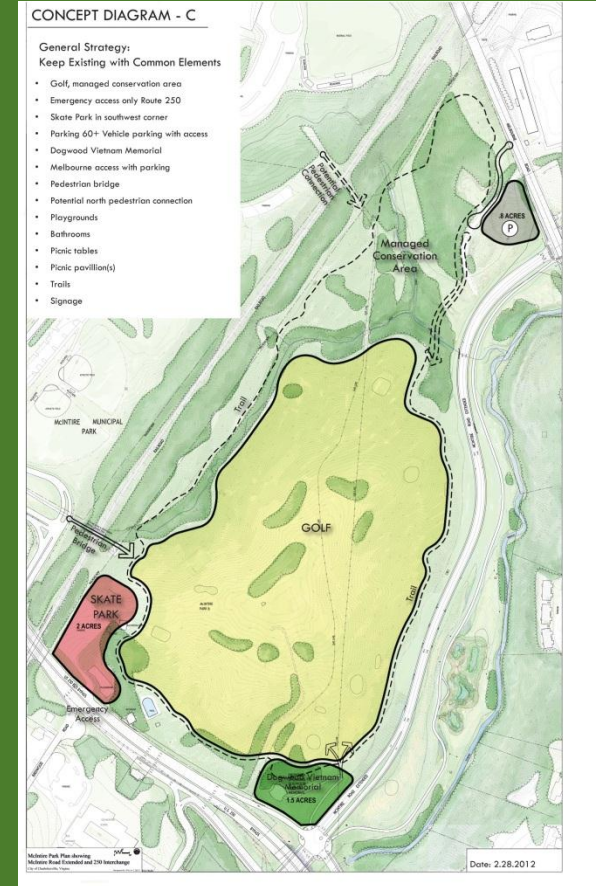 CONCEPT DIAGRAM - C
General Strategy:
Keep Existing with Common Elements
• Golf, managed conservation area
• Emergency access only Route 250
• Skate Park in southwest corner
• Parking 60+ Vehicle parking with access
• Dogwood Vietnam Memorial
• Melbourne access with parking
• Pedestrian bridge
• Potential north pedestrian connection
• Playgrounds
• Bathrooms
• Picnic tables
• Picnic pavillion(s)
• Trails
• Signage
Potential
Pedestrian
Connection
.8 ACRES
P
Managed
Conservation
Area
Trail
McINTIRE MUNICIPAL
PARK
GOLF
Pedestrian
Bridge
SKATE
PARK
2 ACRES
Trail
Emergency
Access
Dogwood Vietnam
Memorial
1.5 ACRES
McIntire Park Plan showing
McIntire Road Extended and 250 Interchange
City of Charlottesville, Virginia
Date: 2.28.2012